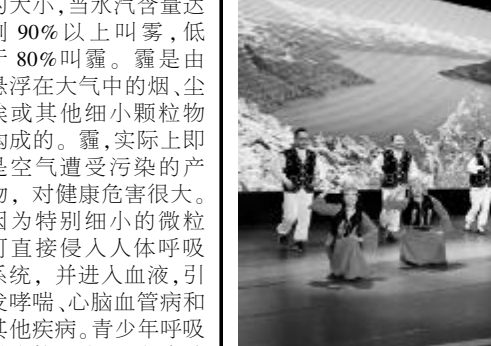 的大小,当水汽含量达
到 90%以上叫雾,低
于 80%叫霾。霾是由
悬浮在大气中的烟、尘
埃或其他细小颗粒物
构成的。霾,实际上即
是空气遭受污染的产
物,对健康危害很大。
因为特别细小的微粒
可直接侵入人体呼吸
系统,并进入血液,引
发哮喘、心脑血管病和
其他疾病。青少年呼吸